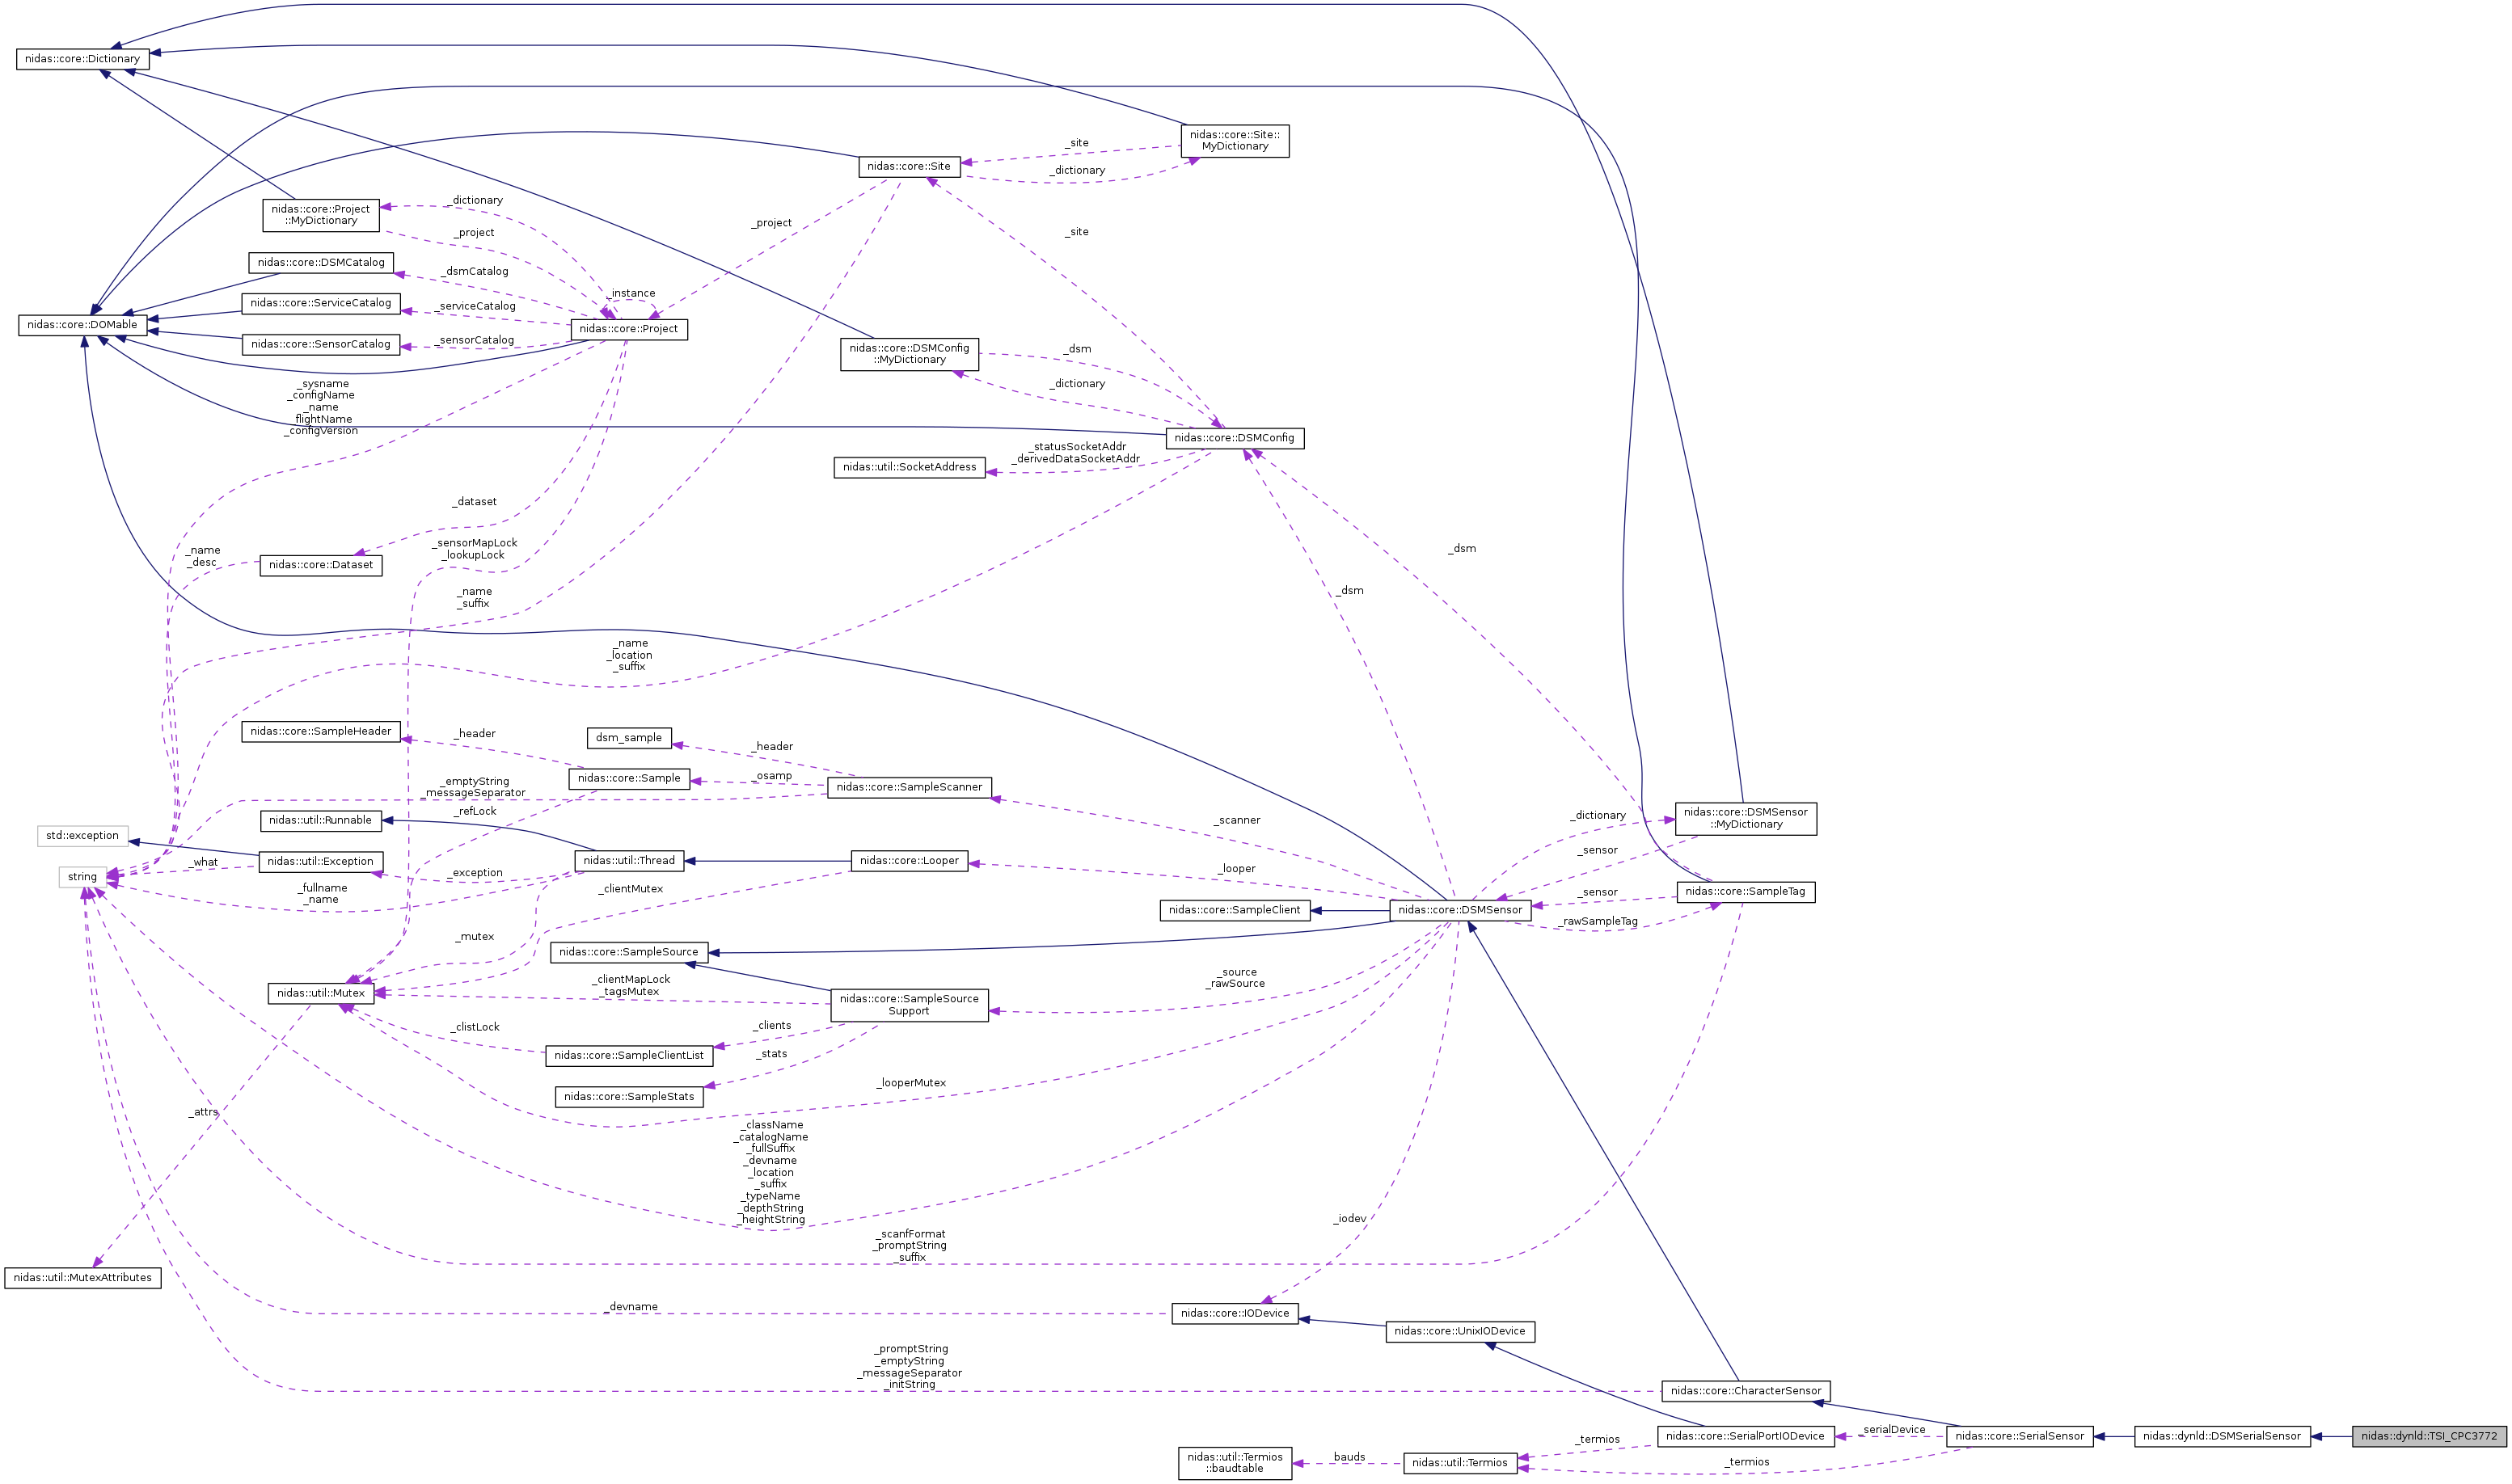 nidas::core::Dictionary
nidas::core::Site::
MyDictionary
_site
_dictionary
nidas::core::Site
nidas::core::Project
::MyDictionary
_dictionary
_project
_project
_site
nidas::core::DSMCatalog
_dsmCatalog
nidas::core::ServiceCatalog
_serviceCatalog
_instance
nidas::core::DOMable
nidas::core::Project
nidas::core::SensorCatalog
_sensorCatalog
nidas::core::DSMConfig
::MyDictionary
_dsm
_dictionary
_sysname
_configName
_name
flightName
_configVersion
nidas::core::DSMConfig
_statusSocketAddr
_derivedDataSocketAddr
nidas::util::SocketAddress
_dataset
_name
_desc
nidas::core::Dataset
_sensorMapLock
_lookupLock
_dsm
_dsm
_name
_suffix
_name
_location
_suffix
nidas::core::SampleHeader
_header
dsm_sample
_header
nidas::core::Sample
_osamp
nidas::core::SampleScanner
_emptyString
_messageSeparator
_refLock
nidas::util::Runnable
_scanner
_dictionary
nidas::core::DSMSensor
::MyDictionary
std::exception
_what
nidas::util::Exception
nidas::util::Thread
nidas::core::Looper
_exception
_looper
_sensor
string
_fullname
_name
_clientMutex
_sensor
nidas::core::SampleTag
nidas::core::SampleClient
nidas::core::DSMSensor
_rawSampleTag
_mutex
nidas::core::SampleSource
_source
_rawSource
nidas::util::Mutex
_clientMapLock
_tagsMutex
nidas::core::SampleSource
Support
_clistLock
_clients
nidas::core::SampleClientList
_stats
nidas::core::SampleStats
_looperMutex
_attrs
_className
_catalogName
_fullSuffix
_devname
_location
_suffix
_typeName
_depthString
_heightString
_iodev
_scanfFormat
_promptString
_suffix
nidas::util::MutexAttributes
_devname
nidas::core::IODevice
nidas::core::UnixIODevice
_promptString
_emptyString
_messageSeparator
_initString
nidas::core::CharacterSensor
nidas::core::SerialPortIODevice
_serialDevice
nidas::core::SerialSensor
nidas::dynld::DSMSerialSensor
nidas::dynld::TSI_CPC3772
_termios
nidas::util::Termios
::baudtable
bauds
nidas::util::Termios
_termios